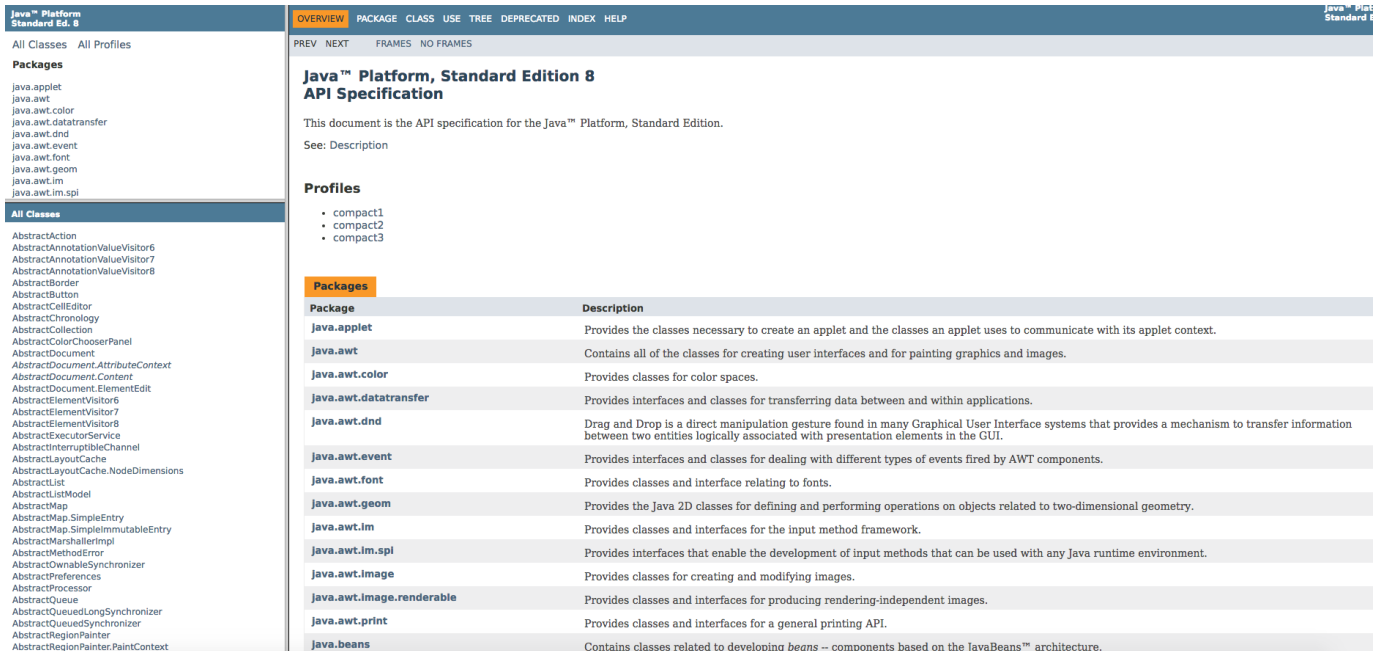 Java™ Platform
Standard Ed. 8
All Classes All Profiles
Packages
java.applet
java.awt
java.awt.color
java.awt.datatransfer
java.awt.dnd
java.awt.event
java.awt.font
java.awt.geom
java.awt.im
java.awt.im.spi
All Classes
AbstractAction
AbstractAnnotationValueVisitor6
AbstractAnnotationValueVisitor7
AbstractAnnotationValueVisitor8
AbstractBorder
AbstractButton
AbstractCellEditor
AbstractChronology
AbstractCollection
AbstractColorChooserPanel
AbstractDocument
AbstractDocument.AttributeContext
AbstractDocument.Content
AbstractDocument.ElementEdit
AbstractElementVisitor6
AbstractElementVisitor7
AbstractElementVisitor8
AbstractExecutorService
AbstractInterruptibleChannel
AbstractLayoutCache
AbstractLayoutCache.NodeDimensions
AbstractList
AbstractListModel
AbstractMap
AbstractMap.SimpleEntry
AbstractMap.SimpleImmutableEntry
AbstractMarshallerImpl
AbstractMethodError
AbstractOwnableSynchronizer
AbstractPreferences
AbstractProcessor
AbstractQueue
AbstractQueuedLongSynchronizer
AbstractQueuedSynchronizer
AbstractRegionPainter
AbstractRegionPainter.PaintContext
OVERVIEW PACKAGE CLASS USE TREE DEPRECATED INDEX HELP
Java™ Plat
Standard E
PREV NEXT FRAMES NO FRAMES
Java™ Platform, Standard Edition 8
API Specification
This document is the API specification for the Java™ Platform, Standard Edition.
See: Description
Profiles
• compact1
• compact2
• compact3
Packages
Package Description
java.applet Provides the classes necessary to create an applet and the classes an applet uses to communicate with its applet context.
java.awt Contains all of the classes for creating user interfaces and for painting graphics and images.
java.awt.color Provides classes for color spaces.
java.awt.datatransfer Provides interfaces and classes for transferring data between and within applications.
java.awt.dnd Drag and Drop is a direct manipulation gesture found in many Graphical User Interface systems that provides a mechanism to transfer information
between two entities logically associated with presentation elements in the GUI.
java.awt.event Provides interfaces and classes for dealing with different types of events fired by AWT components.
java.awt.font Provides classes and interface relating to fonts.
java.awt.geom Provides the Java 2D classes for defining and performing operations on objects related to two-dimensional geometry.
java.awt.im Provides classes and interfaces for the input method framework.
java.awt.im.spi Provides interfaces that enable the development of input methods that can be used with any Java runtime environment.
java.awt.image Provides classes for creating and modifying images.
java.awt.image.renderable Provides classes and interfaces for producing rendering-independent images.
java.awt.print Provides classes and interfaces for a general printing API.
java.beans Contains classes related to developing beans -- components based on the JavaBeans™ architecture.